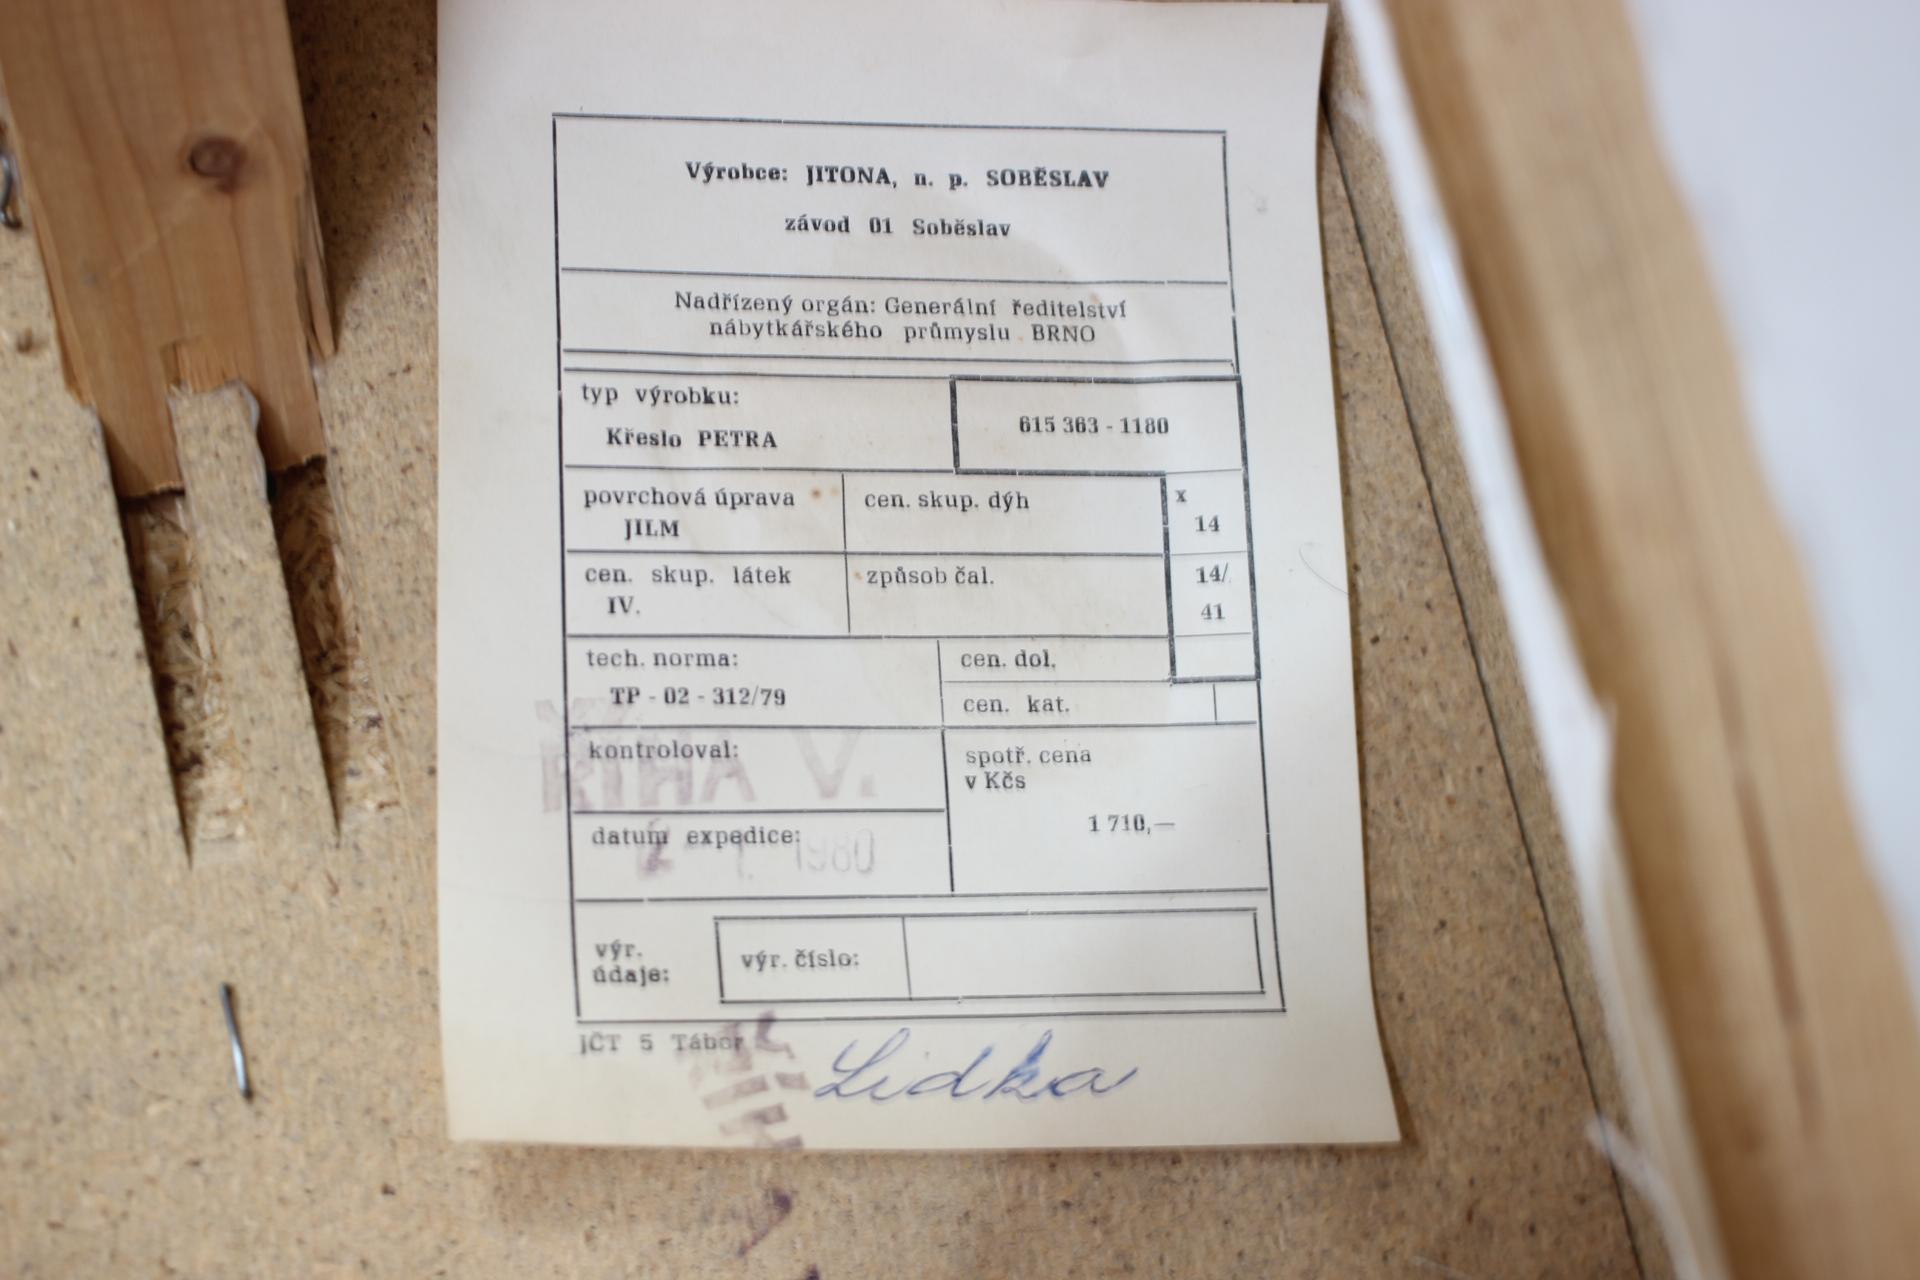 Výrobce: JITONA, n. p. SOBĚSLAV
závod 01 Soběslav
Nadřízený orgán: Generální ředitelství
nábytkářského průmyslu BRNO
typ výrobku:
Křeslo PETRA
615 363 - 1180
povrchová úprava
JILM
cen. skup. dýh
x
14
cen. skup. látek
IV.
způsob čal.
14/
41
tech. norma:
TP - 02 - 312/79
cen. dol.
cen. kat.
kontroloval:
ŘÍHA V.
spotř. cena
v Kčs
1 710,—
datum expedice:
1980
výr.
údaje:
výr. číslo:
JČT 5 Tábor
Lidka